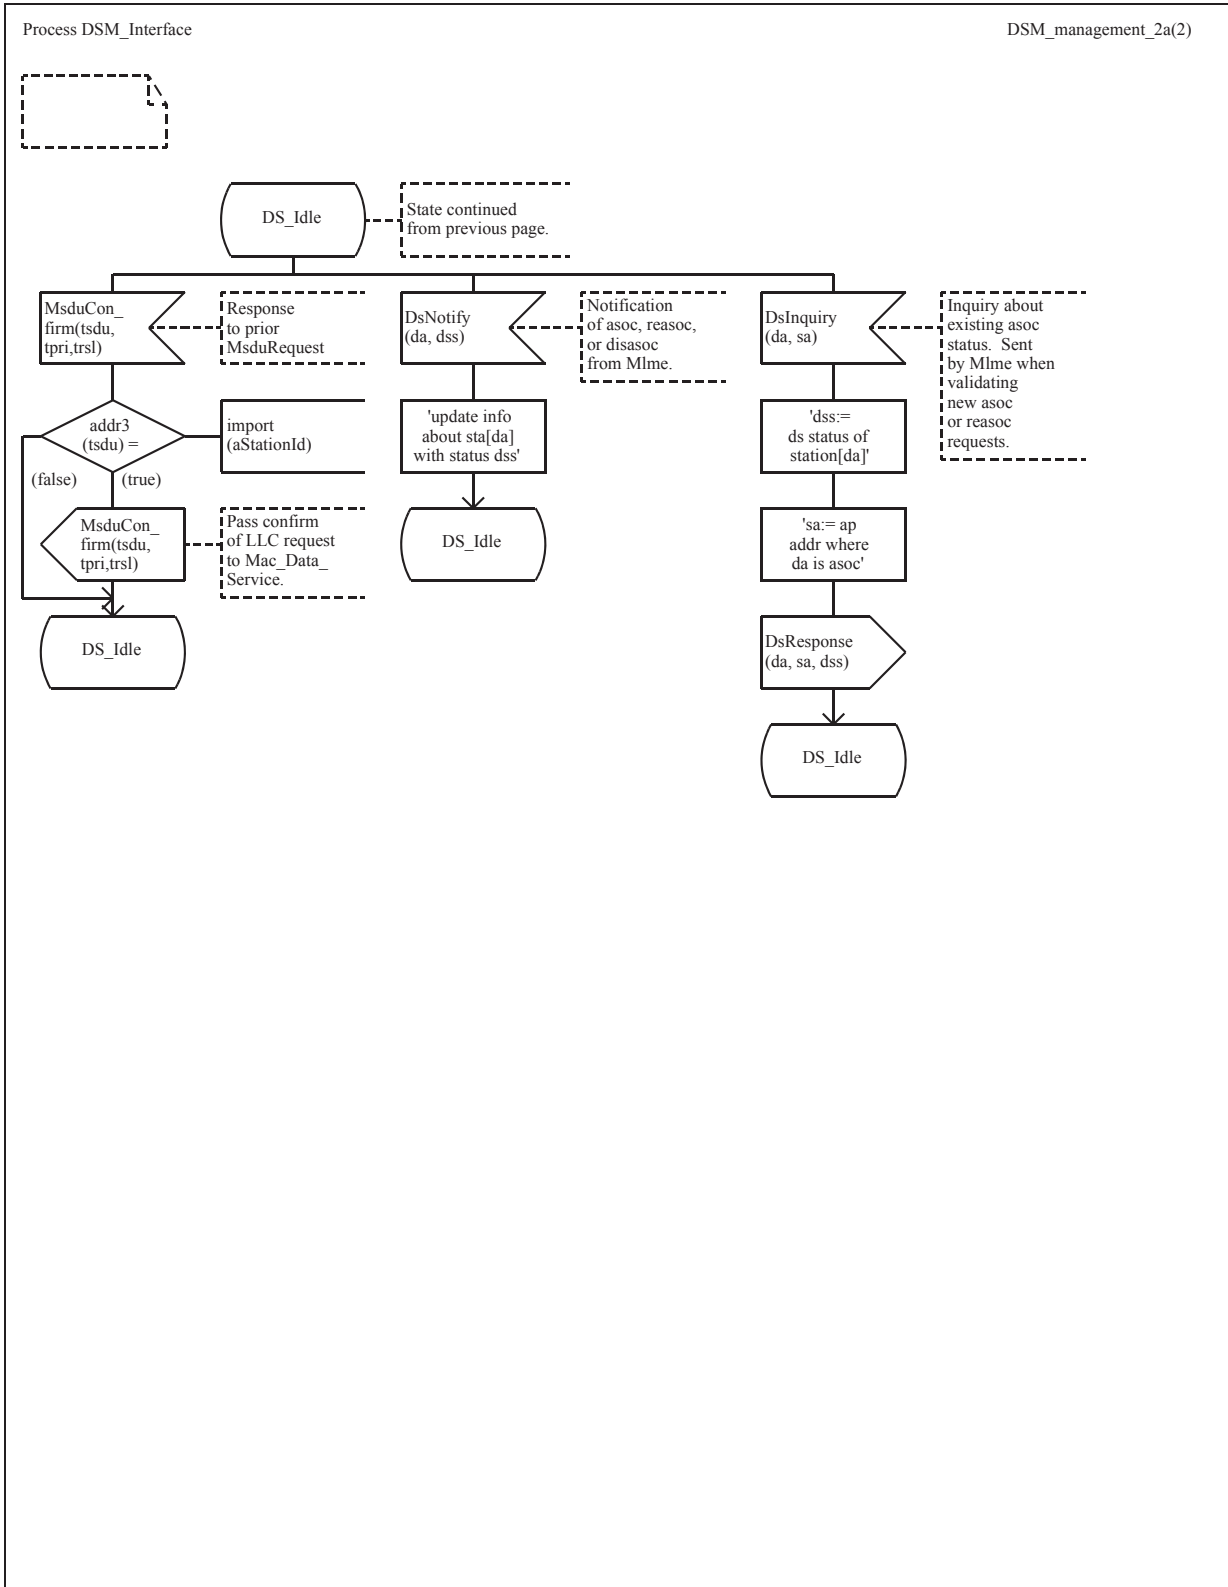 Process DSM_Interface
DSM_management_2a(2)
DS_Idle
State continued
from previous page.
MsduCon_
firm(tsdu,
tpri,trsl)
Response
to prior
MsduRequest
DsNotify
(da, dss)
Notification
of asoc, reasoc,
or disasoc
from Mlme.
DsInquiry
(da, sa)
Inquiry about
existing asoc
status. Sent
by Mlme when
validating
new asoc
or reasoc
requests.
addr3
(tsdu) =
import
(aStationId)
'update info
about sta[da]
with status dss'
'dss:=
ds status of
station[da]'
(false)
(true)
MsduCon_
firm(tsdu,
tpri,trsl)
Pass confirm
of LLC request
to Mac_Data_
Service.
DS_Idle
'sa:= ap
addr where
da is asoc'
DS_Idle
DsResponse
(da, sa, dss)
DS_Idle